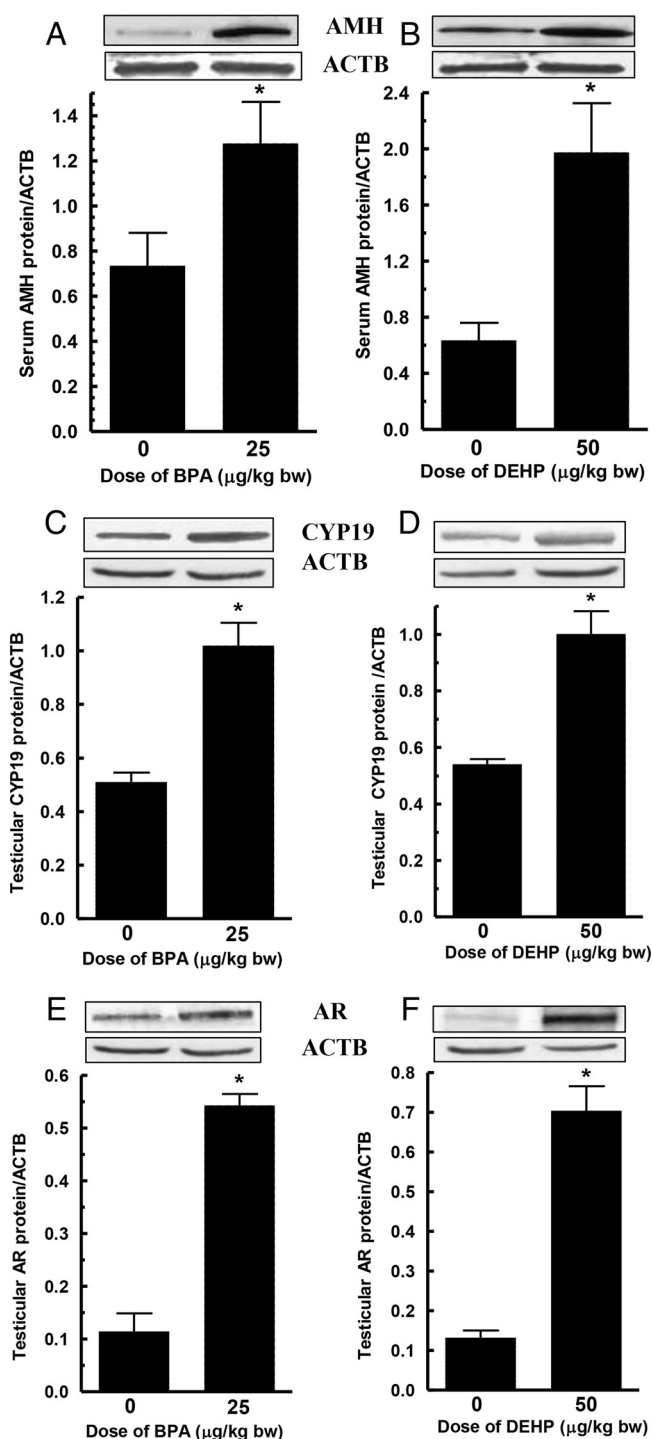 A
AMH
B
ACTB
*
*
Serum AMH protein/ACTB
1.4
1.2
1.0
0.8
0.6
0.4
0.2
0.0
0
25
Dose of BPA (μg/kg bw)
Serum AMH protein/ACTB
2.4
2.0
1.6
1.2
0.8
0.4
0.0
0
50
Dose of DEHP (μg/kg bw)
C
CYP19
D
ACTB
*
*
Testicular CYP19 protein/ACTB
1.2
1.0
0.8
0.6
0.4
0.2
0.0
0
25
Dose of BPA (μg/kg bw)
Testicular CYP19 protein /ACTB
1.0
0.8
0.6
0.4
0.2
0.0
0
50
Dose of DEHP (μg/kg bw)
E
AR
F
ACTB
*
*
Testicular AR protein/ACTB
0.5
0.4
0.3
0.2
0.1
0.0
0
25
Dose of BPA (μg/kg bw)
Testicular AR protein/ACTB
0.8
0.7
0.6
0.5
0.4
0.3
0.2
0.1
0.0
0
50
Dose of DEHP (μg/kg bw)